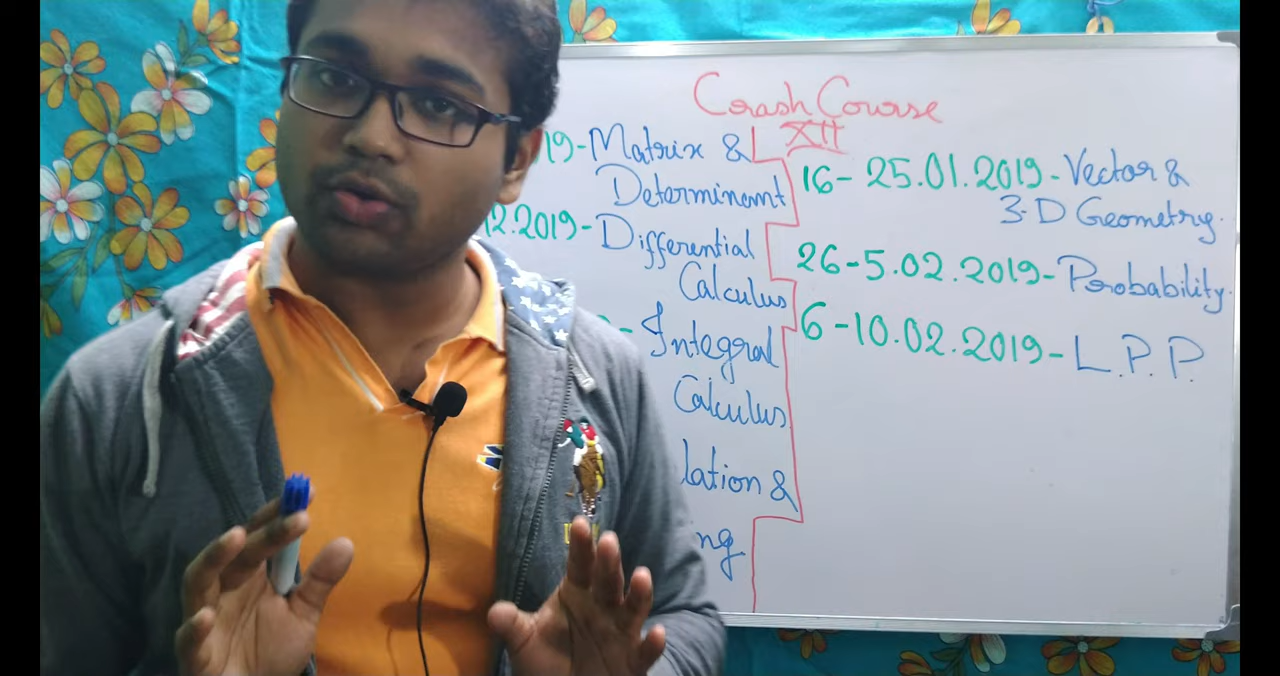 Crash Course
XII
19-Matrix &
Determinant
12.2019-Differential
Calculus
- Integral
Calculus
lation &
ng
16- 25.01.2019-Vector &
3-D Geometry.
26-5.02.2019-Probability.
6-10.02.2019-L.P.P.